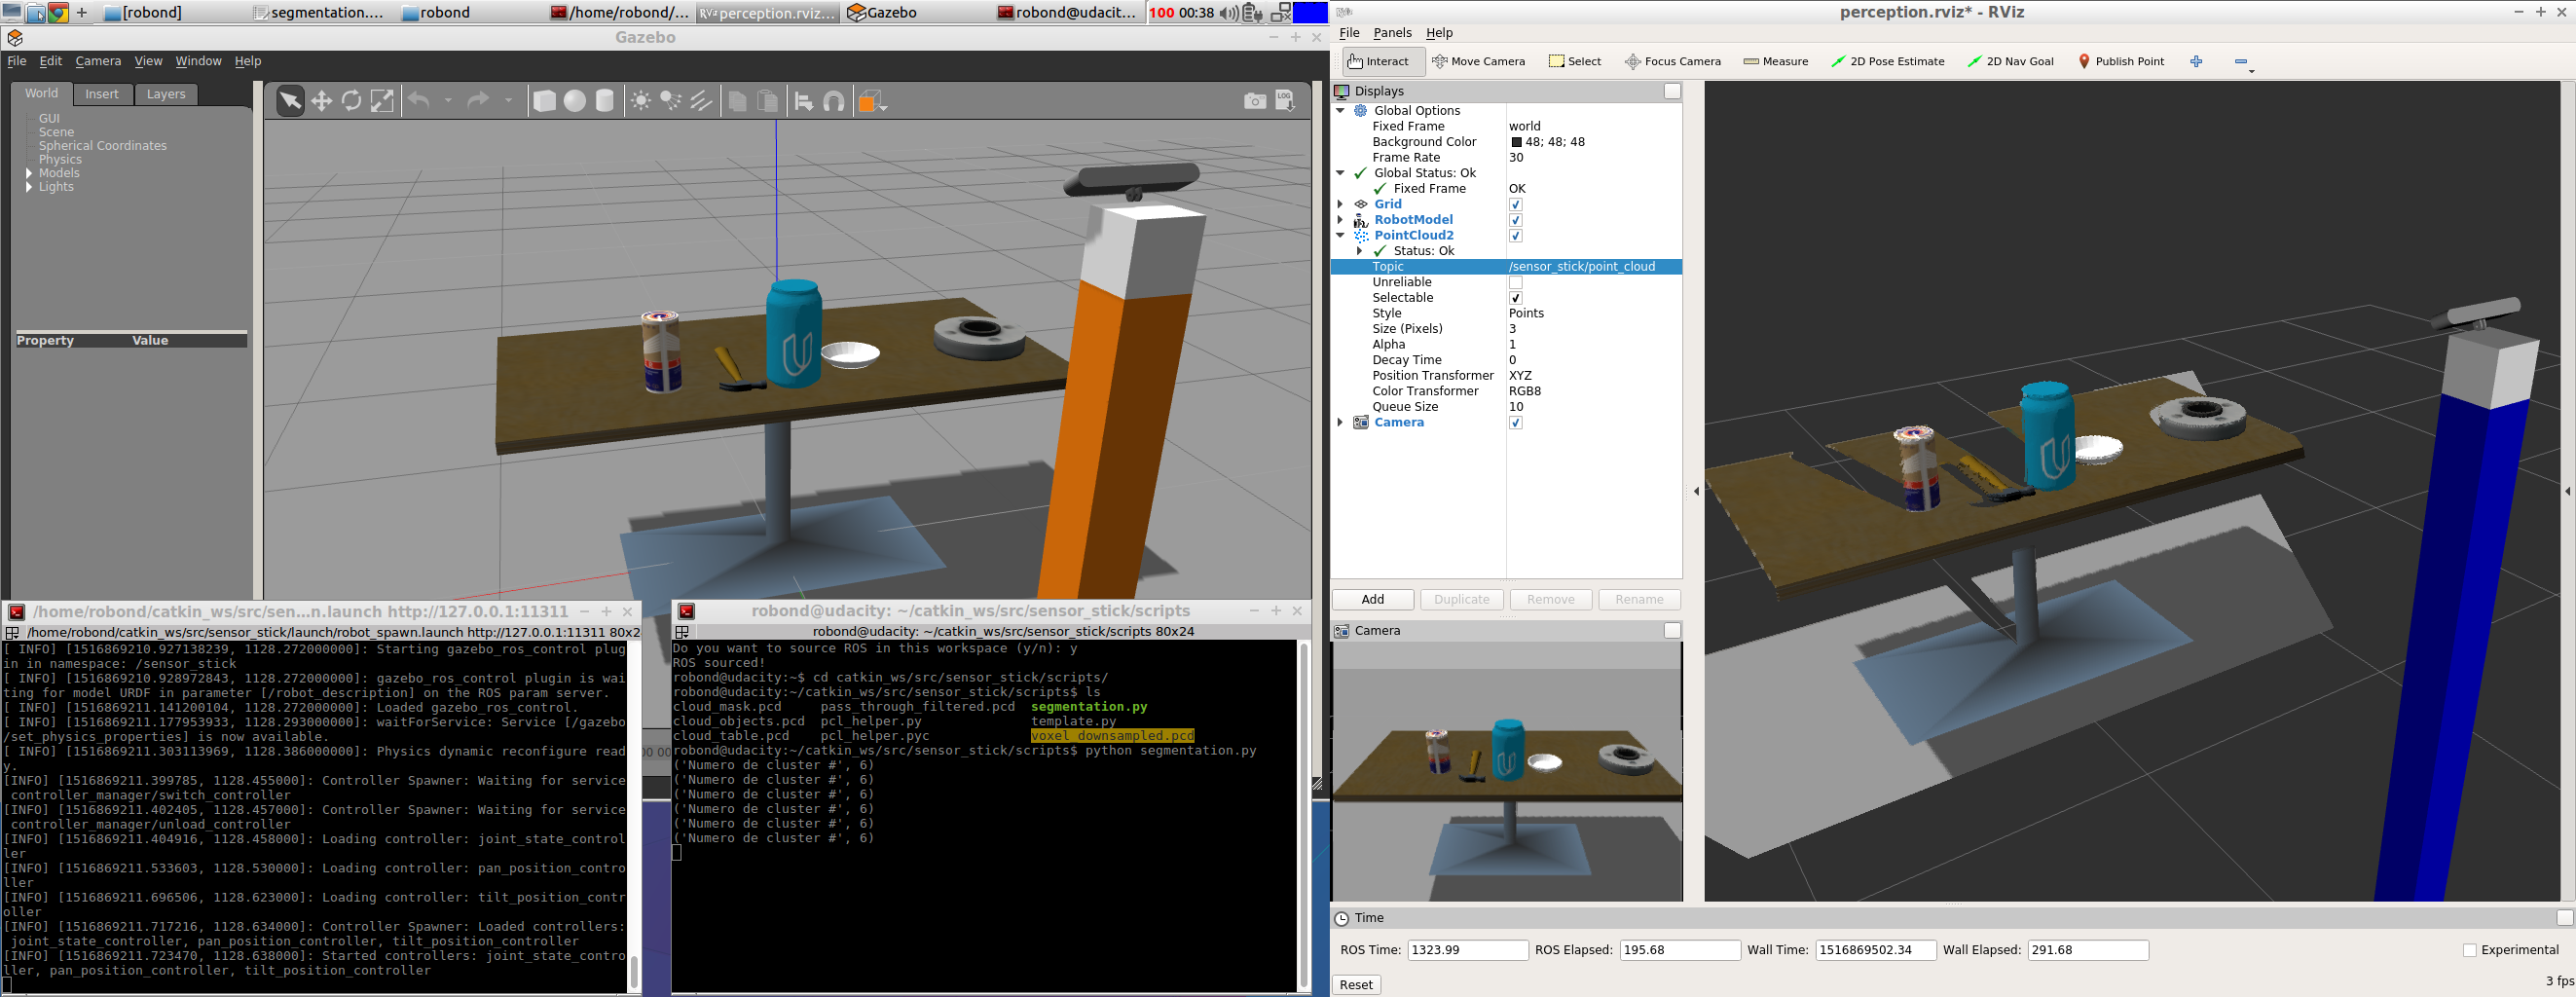 [robond]
segmentation....
robond
/home/robond/...
perception.rviz...
Gazebo
robond@udacit...
100 00:38
Gazebo
File Edit Camera View Window Help
World Insert Layers
GUI
Scene
Spherical Coordinates
Physics
Models
Lights
Property Value
LOG
/home/robond/catkin_ws/src/sen...n.launch http://127.0.0.1:11311
/home/robond/catkin_ws/src/sensor_stick/launch/robot_spawn.launch http://127.0.0.1:11311 80x2
[ INFO] [1516869210.927138239, 1128.272000000]: Starting gazebo_ros_control plug
in in namespace: /sensor_stick
[ INFO] [1516869210.928972843, 1128.272000000]: gazebo_ros_control plugin is wai
ting for model URDF in parameter [/robot_description] on the ROS param server.
[ INFO] [1516869211.141200104, 1128.272000000]: Loaded gazebo_ros_control.
[ INFO] [1516869211.177953933, 1128.293000000]: waitForService: Service [/gazebo
/set_physics_properties] is now available.
[ INFO] [1516869211.303113969, 1128.386000000]: Physics dynamic reconfigure read
y.
[INFO] [1516869211.399785, 1128.455000]: Controller Spawner: Waiting for service
controller_manager/switch_controller
[INFO] [1516869211.402405, 1128.457000]: Controller Spawner: Waiting for service
controller_manager/unload_controller
[INFO] [1516869211.404916, 1128.458000]: Loading controller: joint_state_control
ler
[INFO] [1516869211.533603, 1128.530000]: Loading controller: pan_position_contro
ller
[INFO] [1516869211.696506, 1128.623000]: Loading controller: tilt_position_contr
oller
[INFO] [1516869211.717216, 1128.634000]: Controller Spawner: Loaded controllers:
joint_state_controller, pan_position_controller, tilt_position_controller
[INFO] [1516869211.723470, 1128.638000]: Started controllers: joint_state_contro
ller, pan_position_controller, tilt_position_controller
robond@udacity: ~/catkin_ws/src/sensor_stick/scripts
robond@udacity: ~/catkin_ws/src/sensor_stick/scripts 80x24
Do you want to source ROS in this workspace (y/n): y
ROS sourced!
robond@udacity:~$ cd catkin_ws/src/sensor_stick/scripts/
robond@udacity:~/catkin_ws/src/sensor_stick/scripts$ ls
cloud_mask.pcd pass_through_filtered.pcd segmentation.py
cloud_objects.pcd pcl_helper.py template.py
cloud_table.pcd pcl_helper.pyc voxel_downsampled.pcd
robond@udacity:~/catkin_ws/src/sensor_stick/scripts$ python segmentation.py
('Numero de cluster #', 6)
('Numero de cluster #', 6)
('Numero de cluster #', 6)
('Numero de cluster #', 6)
('Numero de cluster #', 6)
('Numero de cluster #', 6)
perception.rviz* - RViz
File Panels Help
Interact Move Camera Select Focus Camera Measure 2D Pose Estimate 2D Nav Goal Publish Point
Displays
Global Options
Fixed Frame world
Background Color 48; 48; 48
Frame Rate 30
Global Status: Ok
Fixed Frame OK
Grid
RobotModel
PointCloud2
Status: Ok
Topic /sensor_stick/point_cloud
Unreliable
Selectable
Style Points
Size (Pixels) 3
Alpha 1
Decay Time 0
Position Transformer XYZ
Color Transformer RGB8
Queue Size 10
Camera
Add Duplicate Remove Rename
Camera
Time
ROS Time: 1323.99 ROS Elapsed: 195.68 Wall Time: 1516869502.34 Wall Elapsed: 291.68 Experimental
Reset
3 fps